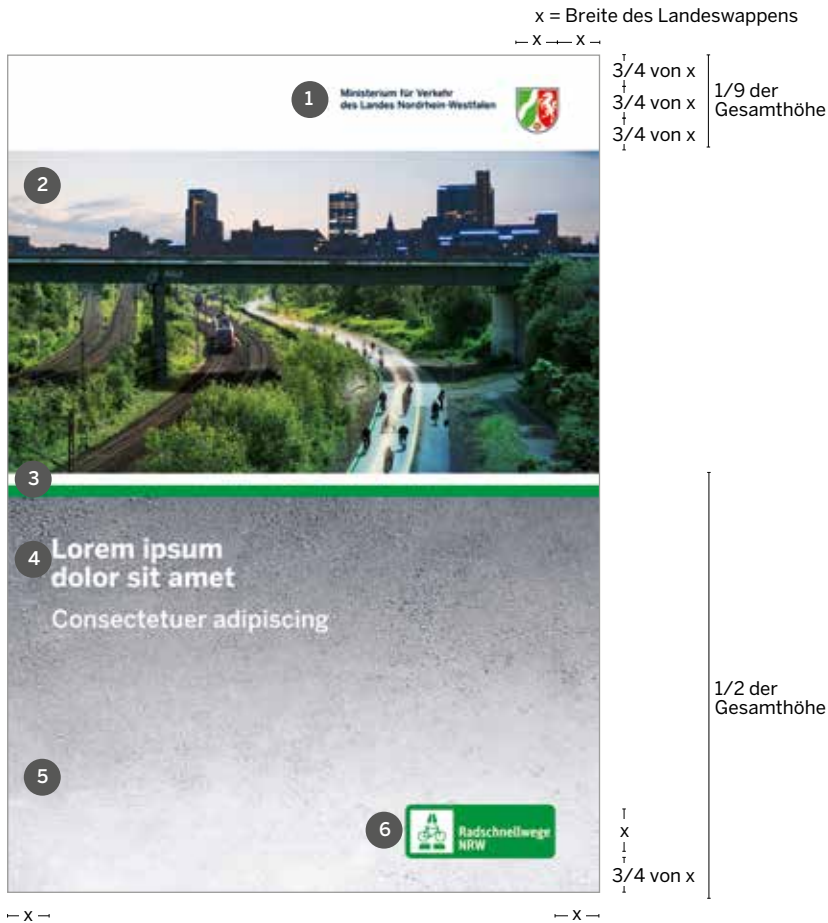 x = Breite des Landeswappens
x x
3/4 von x
3/4 von x
3/4 von x
1/9 der
Gesamthöhe
1
Ministerium für Verkehr
des Landes Nordrhein-Westfalen
2
3
4
Lorem ipsum
dolor sit amet
Consectetuer adipiscing
1/2 der
Gesamthöhe
5
6
Radschnellwege
NRW
x
3/4 von x
x
x